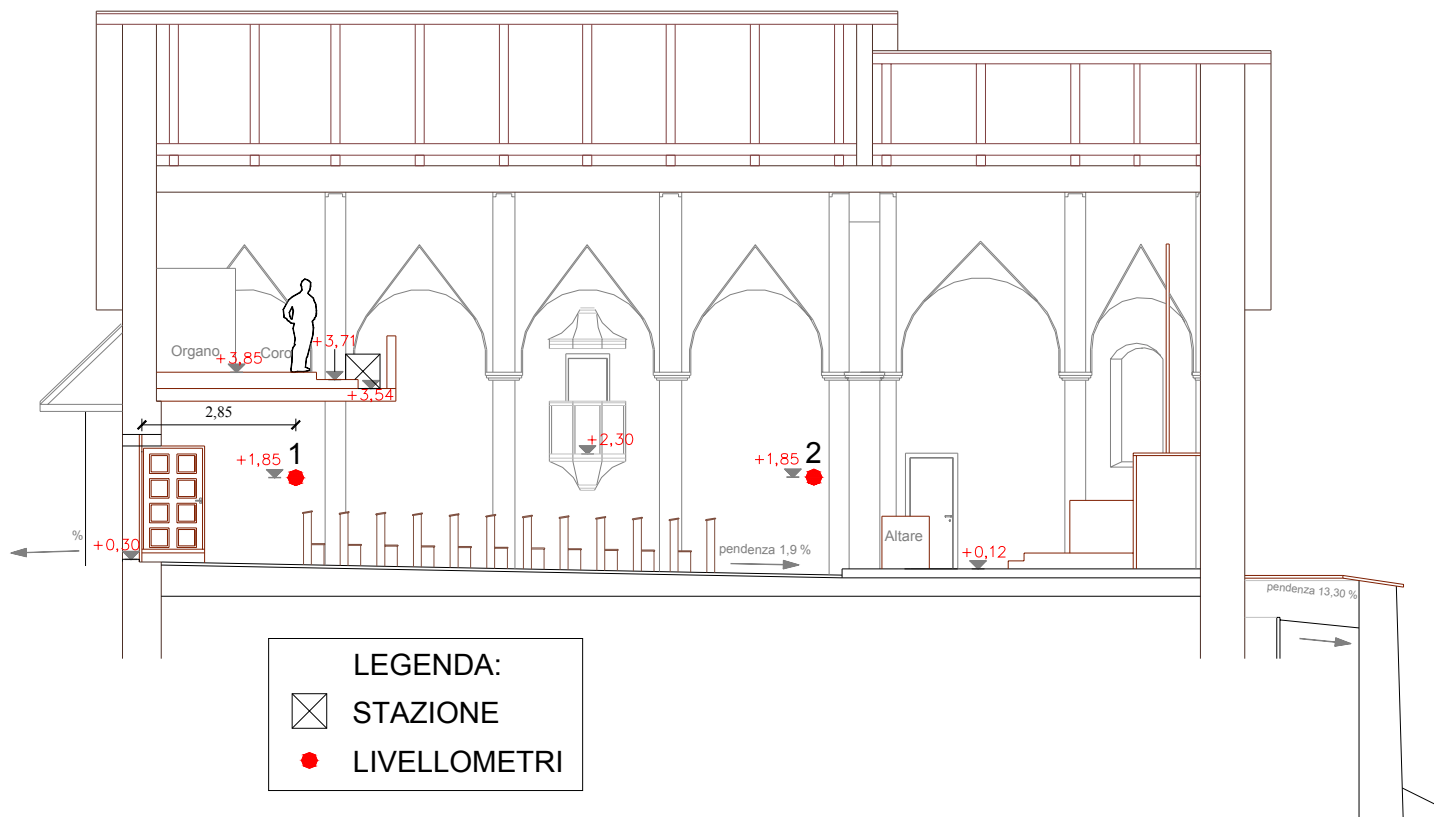 Organo
Coro
+3,71
+3,85
+3,54
2,85
+2,30
1
2
+1,85
+1,85
%
+0,30
pendenza 1,9 %
Altare
+0,12
pendenza 13,30 %
LEGENDA:
STAZIONE
LIVELLOMETRI